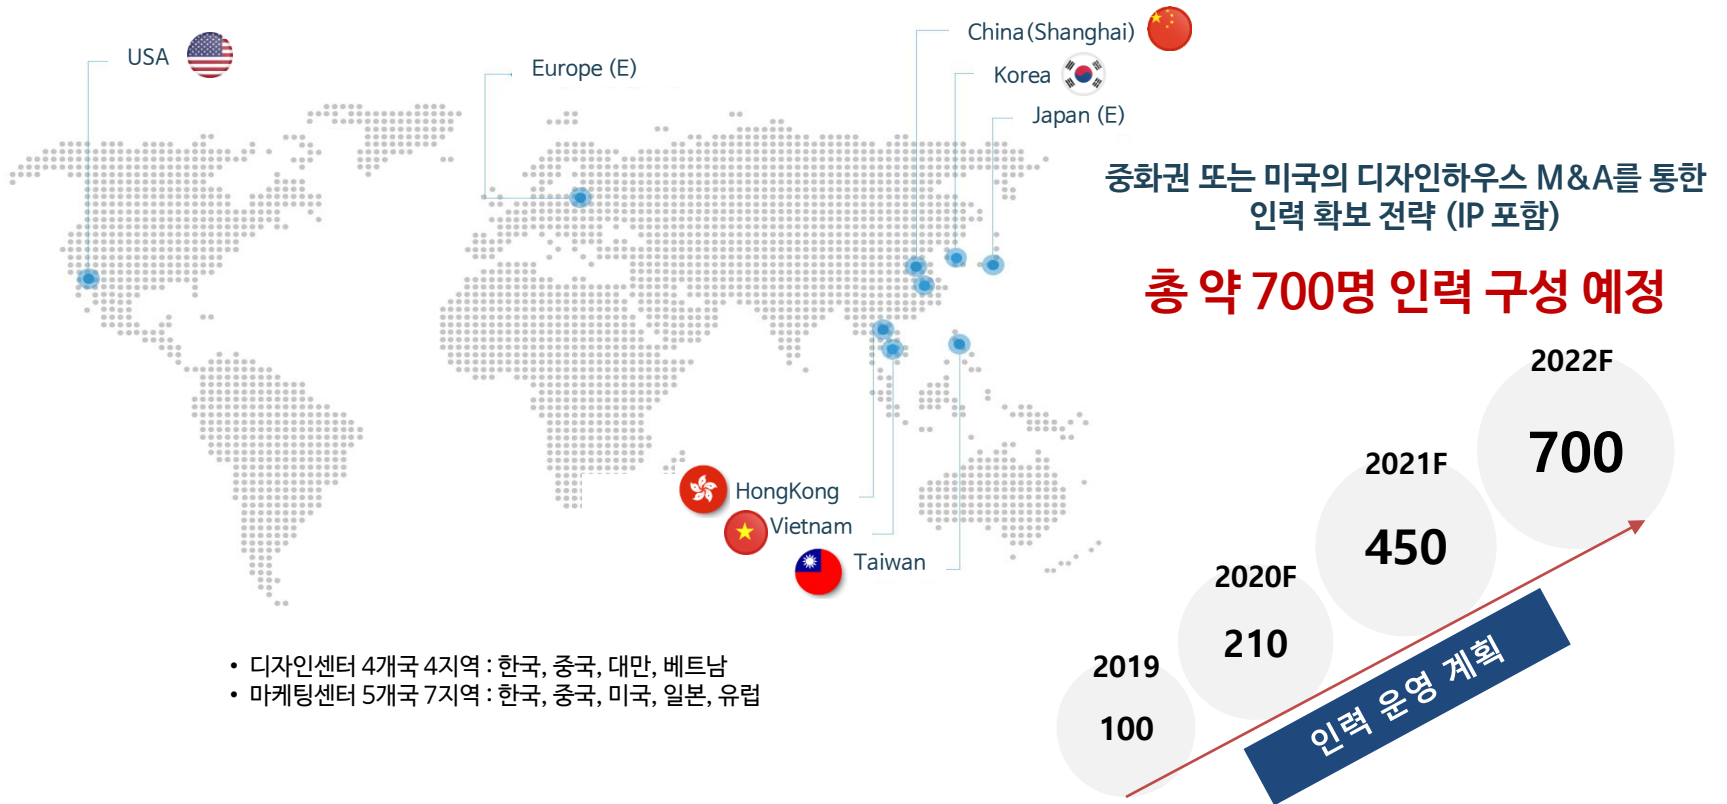 USA
Europe (E)
China(Shanghai)
Korea
Japan (E)
HongKong
Vietnam
Taiwan
• 디자인센터 4개국 4지역 : 한국, 중국, 대만, 베트남
• 마케팅센터 5개국 7지역 : 한국, 중국, 미국, 일본, 유럽
중화권 또는 미국의 디자인하우스 M&A를 통한
인력 확보 전략 (IP 포함)
총 약 700명 인력 구성 예정
2022F
700
2021F
450
2020F
210
2019
100
인력 운영 계획